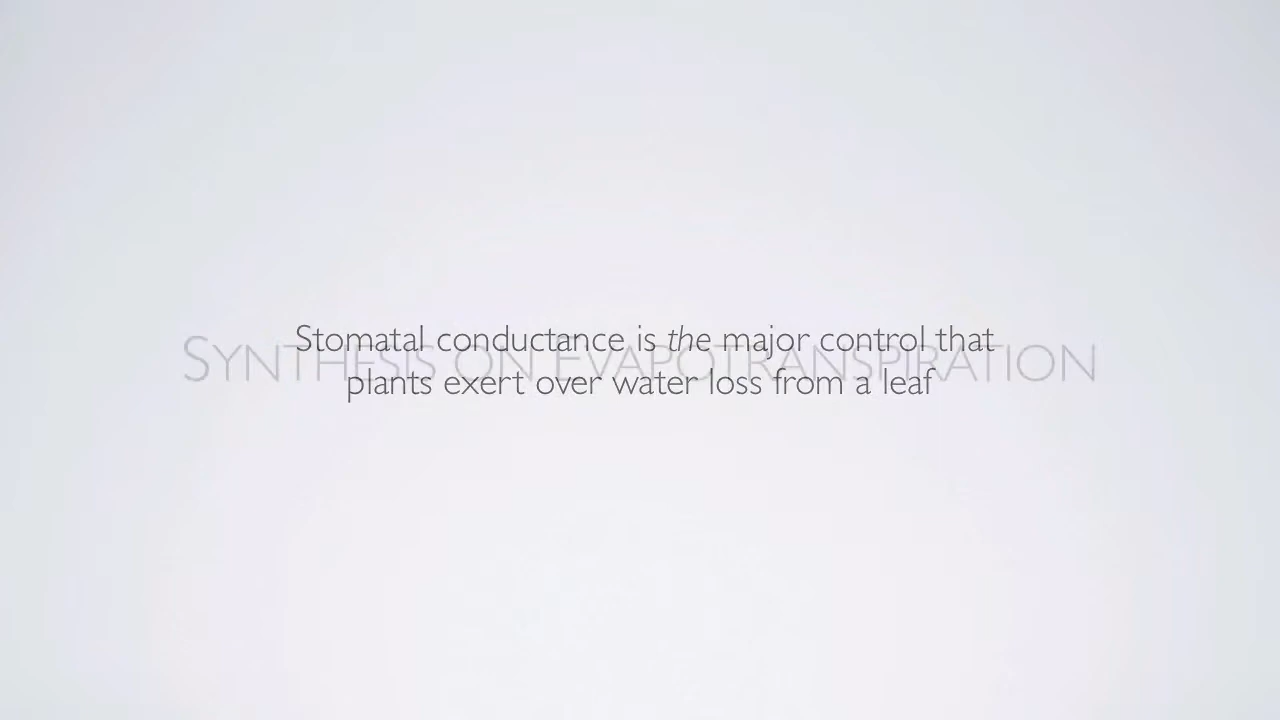 Stomatal conductance is the major control that
SYNTHESIS ON EVAPOTRANSPIRATION
plants exert over water loss from a leaf